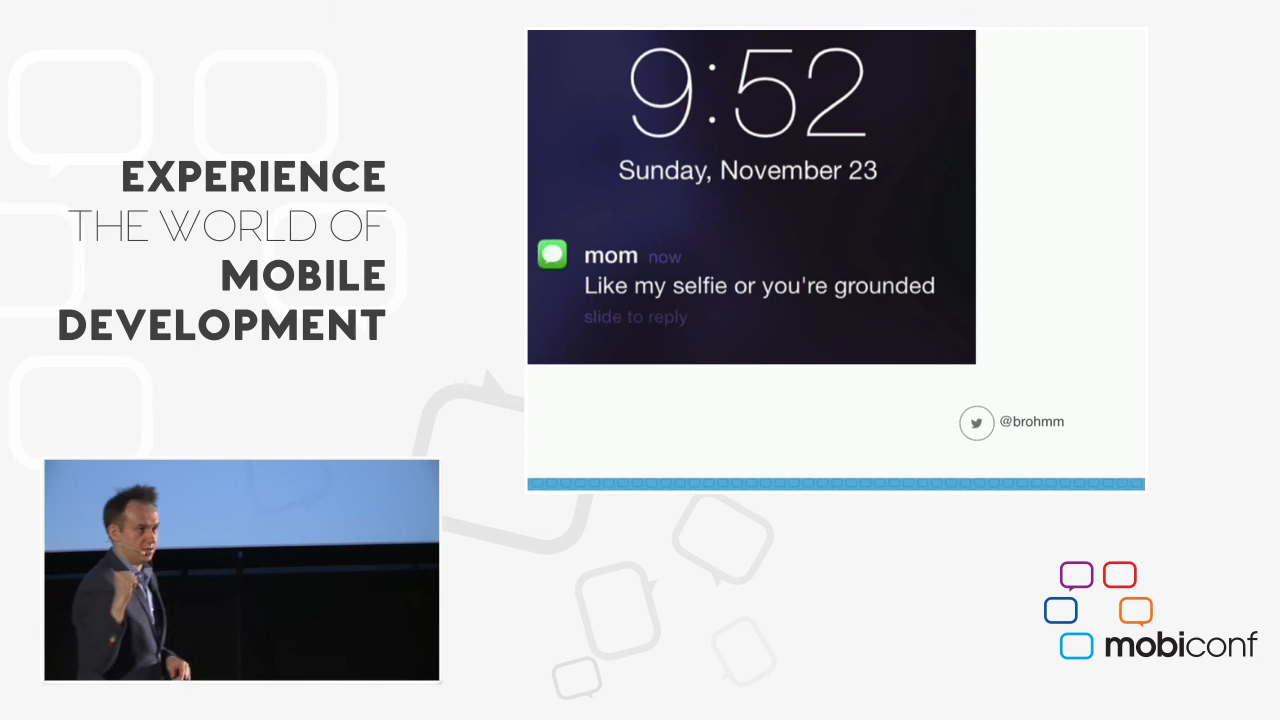 EXPERIENCE
THE WORLD OF
MOBILE
DEVELOPMENT
9:52
Sunday, November 23
mom now
Like my selfie or you're grounded
slide to reply
@brohmm
mobiconf